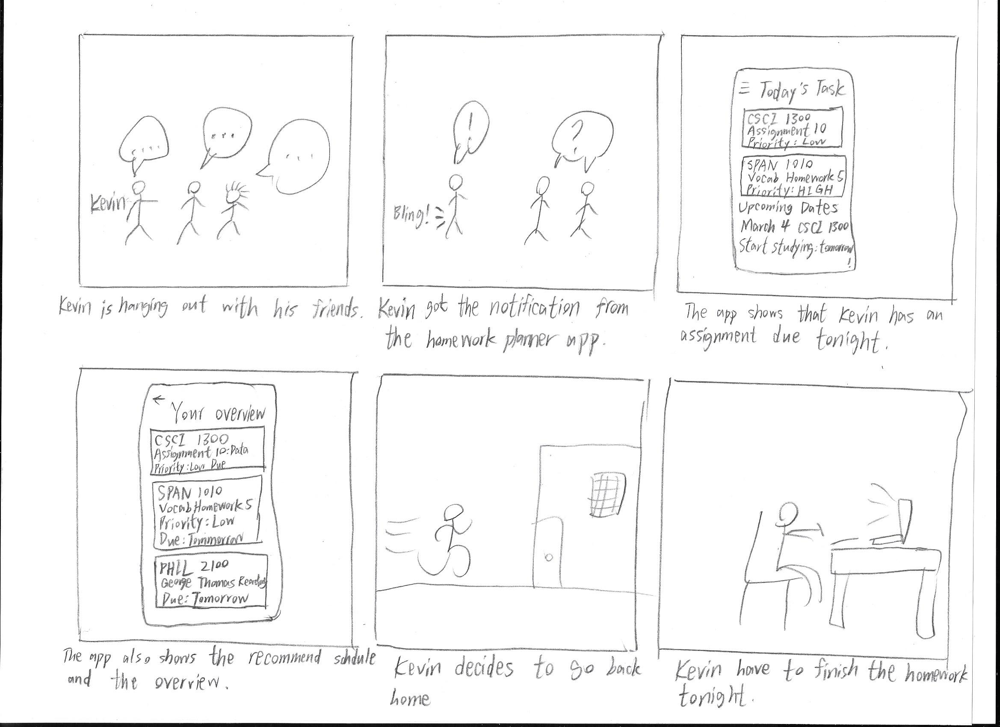 Kevin
....
...
...
Kevin is hanging out with his friends.
!
?
Bling!
Kevin got the notification from
the homework planner app.
Today's Task
CSCI 1300
Assignment 10
Priority: Low
SPAN 1010
Vocab Homework 5
Priority: HIGH
Upcoming Dates
March 4 CSCI 1300
Start studying: tomorrow
!
The app shows that Kevin has an
assignment due tonight.
← Your overview
CSCI 1300
Assignment 10: Data
Priority: Low Due
SPAN 1010
Vocab Homework 5
Priority: Low
Due: Tommorrow
PHIL 2100
George Thomas Reading
Due: Tomorrow
The app also shows the recommend schdule
and the overview.
Kevin decides to go back
home
Kevin have to finish the homework
tonight.